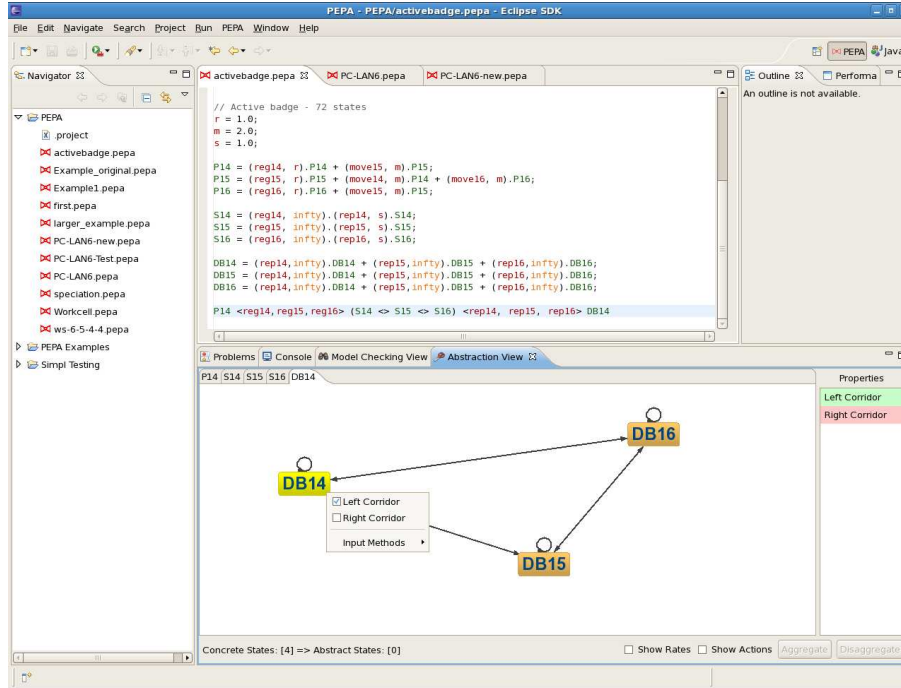 PEPA - PEPA/activebadge.pepa - Eclipse SDK
File Edit Navigate Search Project Run PEPA Window Help
PEPA Java
Navigator
PEPA
.project
activebadge.pepa
Example_original.pepa
Example1.pepa
first.pepa
larger_example.pepa
PC-LAN6-new.pepa
PC-LAN6-Test.pepa
PC-LAN6.pepa
speciation.pepa
Workcell.pepa
ws-6-5-4-4.pepa
PEPA Examples
Simpl Testing
activebadge.pepa PC-LAN6.pepa PC-LAN6-new.pepa
// Active badge - 72 states
r = 1.0;
m = 2.0;
s = 1.0;
P14 = (reg14, r).P14 + (move15, m).P15;
P15 = (reg15, r).P15 + (move14, m).P14 + (move16, m).P16;
P16 = (reg16, r).P16 + (move15, m).P15;
S14 = (reg14, infty).(rep14, s).S14;
S15 = (reg15, infty).(rep15, s).S15;
S16 = (reg16, infty).(rep16, s).S16;
DB14 = (rep14,infty).DB14 + (rep15,infty).DB15 + (rep16,infty).DB16;
DB15 = (rep14,infty).DB14 + (rep15,infty).DB15 + (rep16,infty).DB16;
DB16 = (rep14,infty).DB14 + (rep15,infty).DB15 + (rep16,infty).DB16;
P14 <reg14,reg15,reg16> (S14 <> S15 <> S16) <rep14, rep15, rep16> DB14
Outline Performa
An outline is not available.
Problems Console Model Checking View Abstraction View
P14 S14 S15 S16 DB14
DB16
DB14
Left Corridor
Right Corridor
Input Methods
DB15
Properties
Left Corridor
Right Corridor
Concrete States: [4] => Abstract States: [0]
Show Rates Show Actions Aggregate Disaggregate